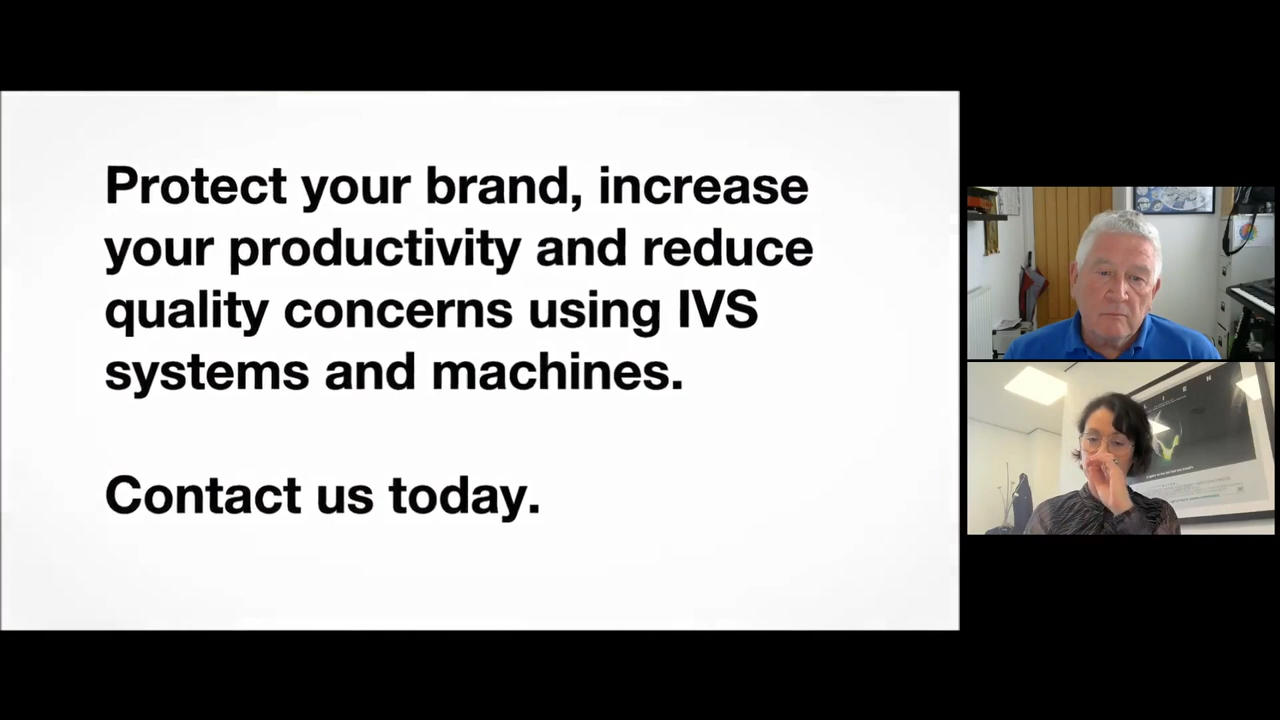 Protect your brand, increase
your productivity and reduce
quality concerns using IVS
systems and machines.
Contact us today.
L I E N